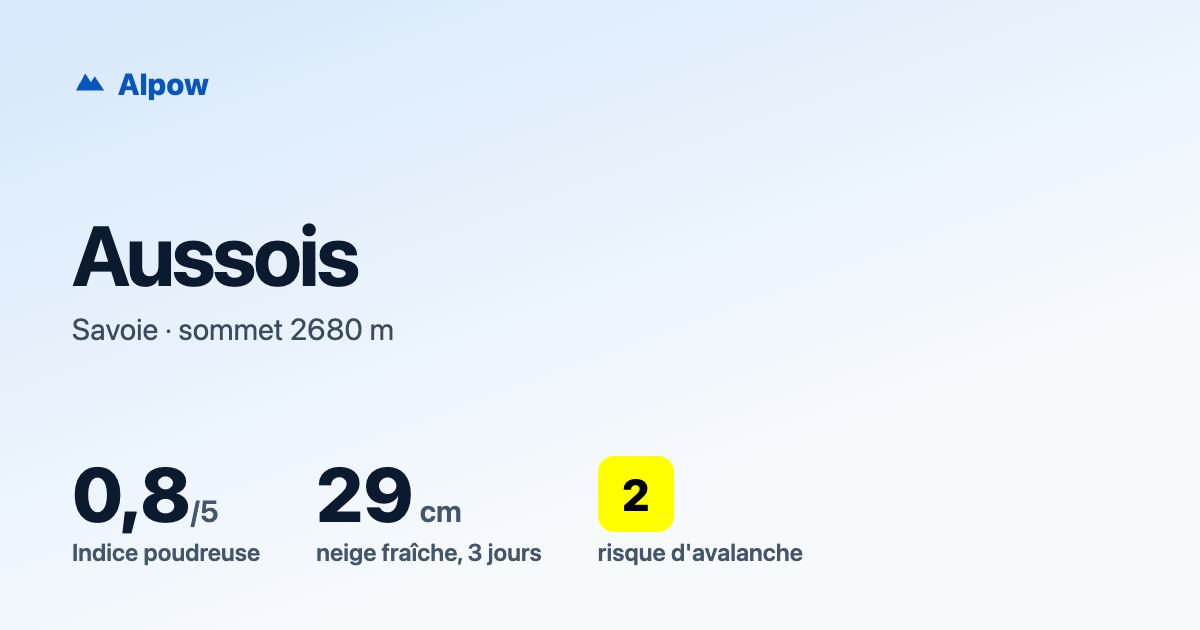 Alpow
Aussois
Savoie · sommet 2680 m
0,8/5
Indice poudreuse
29 cm
neige fraîche, 3 jours
2
risque d'avalanche